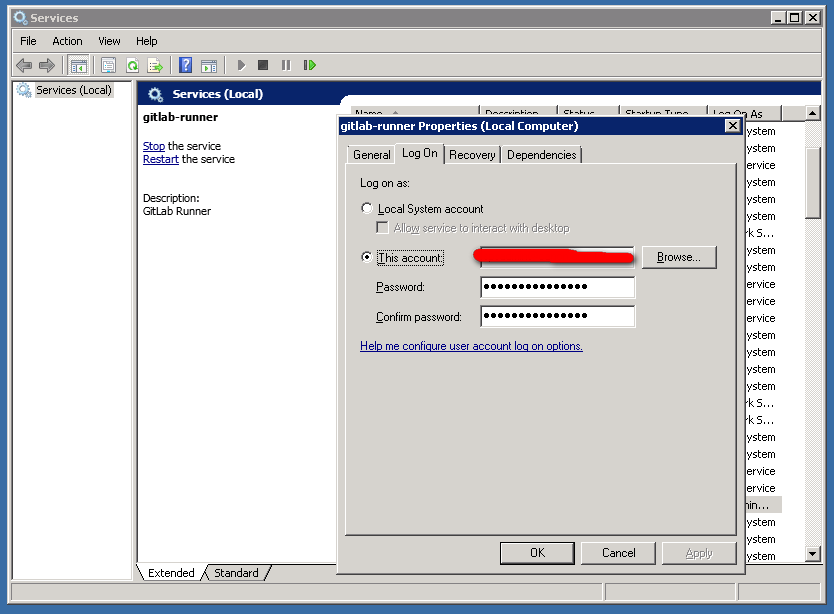 Services
File Action View Help
Services (Local)
Services (Local)
gitlab-runner
Stop the service
Restart the service
Description:
GitLab Runner
Name Description Status Startup Type Log On As
gitlab-runner Properties (Local Computer)
General Log On Recovery Dependencies
Log on as:
Local System account
Allow service to interact with desktop
This account:
Browse...
Password:
Confirm password:
Help me configure user account log on options.
OK Cancel Apply
ystem
ystem
ervice
ystem
ystem
ystem
rk S...
ystem
ystem
ervice
ervice
ervice
ystem
ystem
ystem
ystem
rk S...
rk S...
ystem
ystem
ervice
ervice
min...
ystem
ystem
ystem
Extended Standard